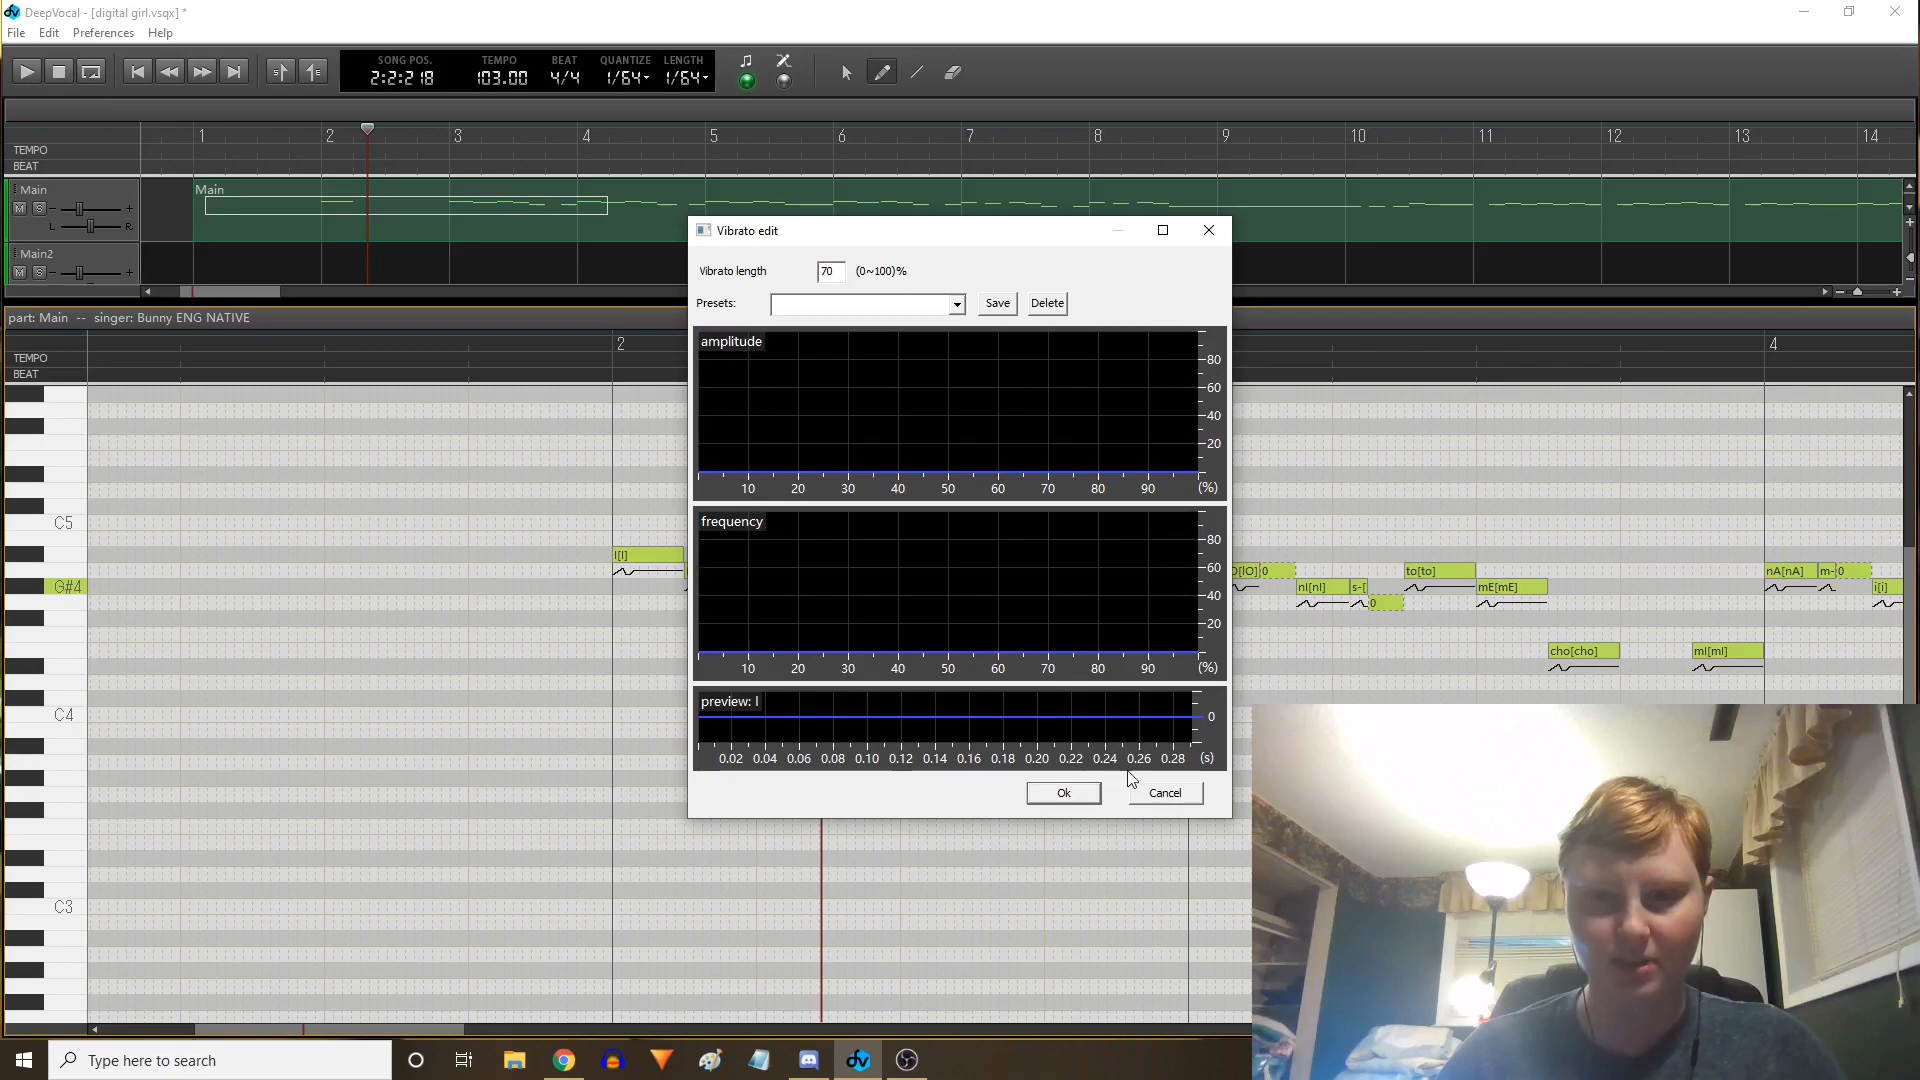 DeepVocal - [digital girl.vsqx] *
File Edit Preferences Help
SONG POS. TEMPO BEAT QUANTIZE LENGTH
2:2:218 103.00 4/4 1/64 1/64
1 2 3 4 5 6 7 8 9 10 11 12 13 14
TEMPO
BEAT
Main
Main
M S - +
L R
Main2
M S - +
part: Main -- singer: Bunny ENG NATIVE
2 4
TEMPO
BEAT
C5
G#4
C4
C3
nI[nI] s-[
0
to[to]
mE[mE]
cho[cho]
nA[nA] m- 0
i[i]
Vibrato edit
Vibrato length 70 (0~100)%
Presets: Save Delete
amplitude
80
60
40
20
10 20 30 40 50 60 70 80 90 (%)
frequency
80
60
40
20
10 20 30 40 50 60 70 80 90 (%)
preview: I
0
0.02 0.04 0.06 0.08 0.10 0.12 0.14 0.16 0.18 0.20 0.22 0.24 0.26 0.28 (s)
Ok Cancel
Type here to search